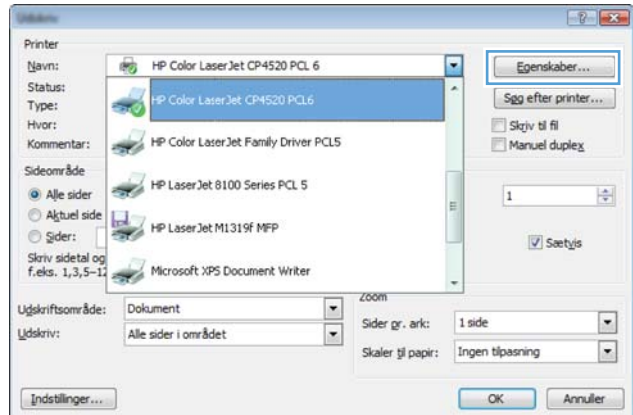 Udskriv
Printer
Navn: HP Color LaserJet CP4520 PCL 6 Egenskaber...
Status: HP Color LaserJet CP4520 PCL6 Søg efter printer...
Type:
Hvor: Skriv til fil
Kommentar: HP Color LaserJet Family Driver PCL5 Manuel duplex
Sideområde
Alle sider HP LaserJet 8100 Series PCL 5 1
Aktuel side
Sider: HP LaserJet M1319f MFP Sætvis
Skriv sidetal og
f.eks. 1,3,5–12 Microsoft XPS Document Writer
Zoom
Udskriftsområde: Dokument Sider pr. ark: 1 side
Udskriv: Alle sider i området Skaler til papir: Ingen tilpasning
Indstillinger... OK Annuller